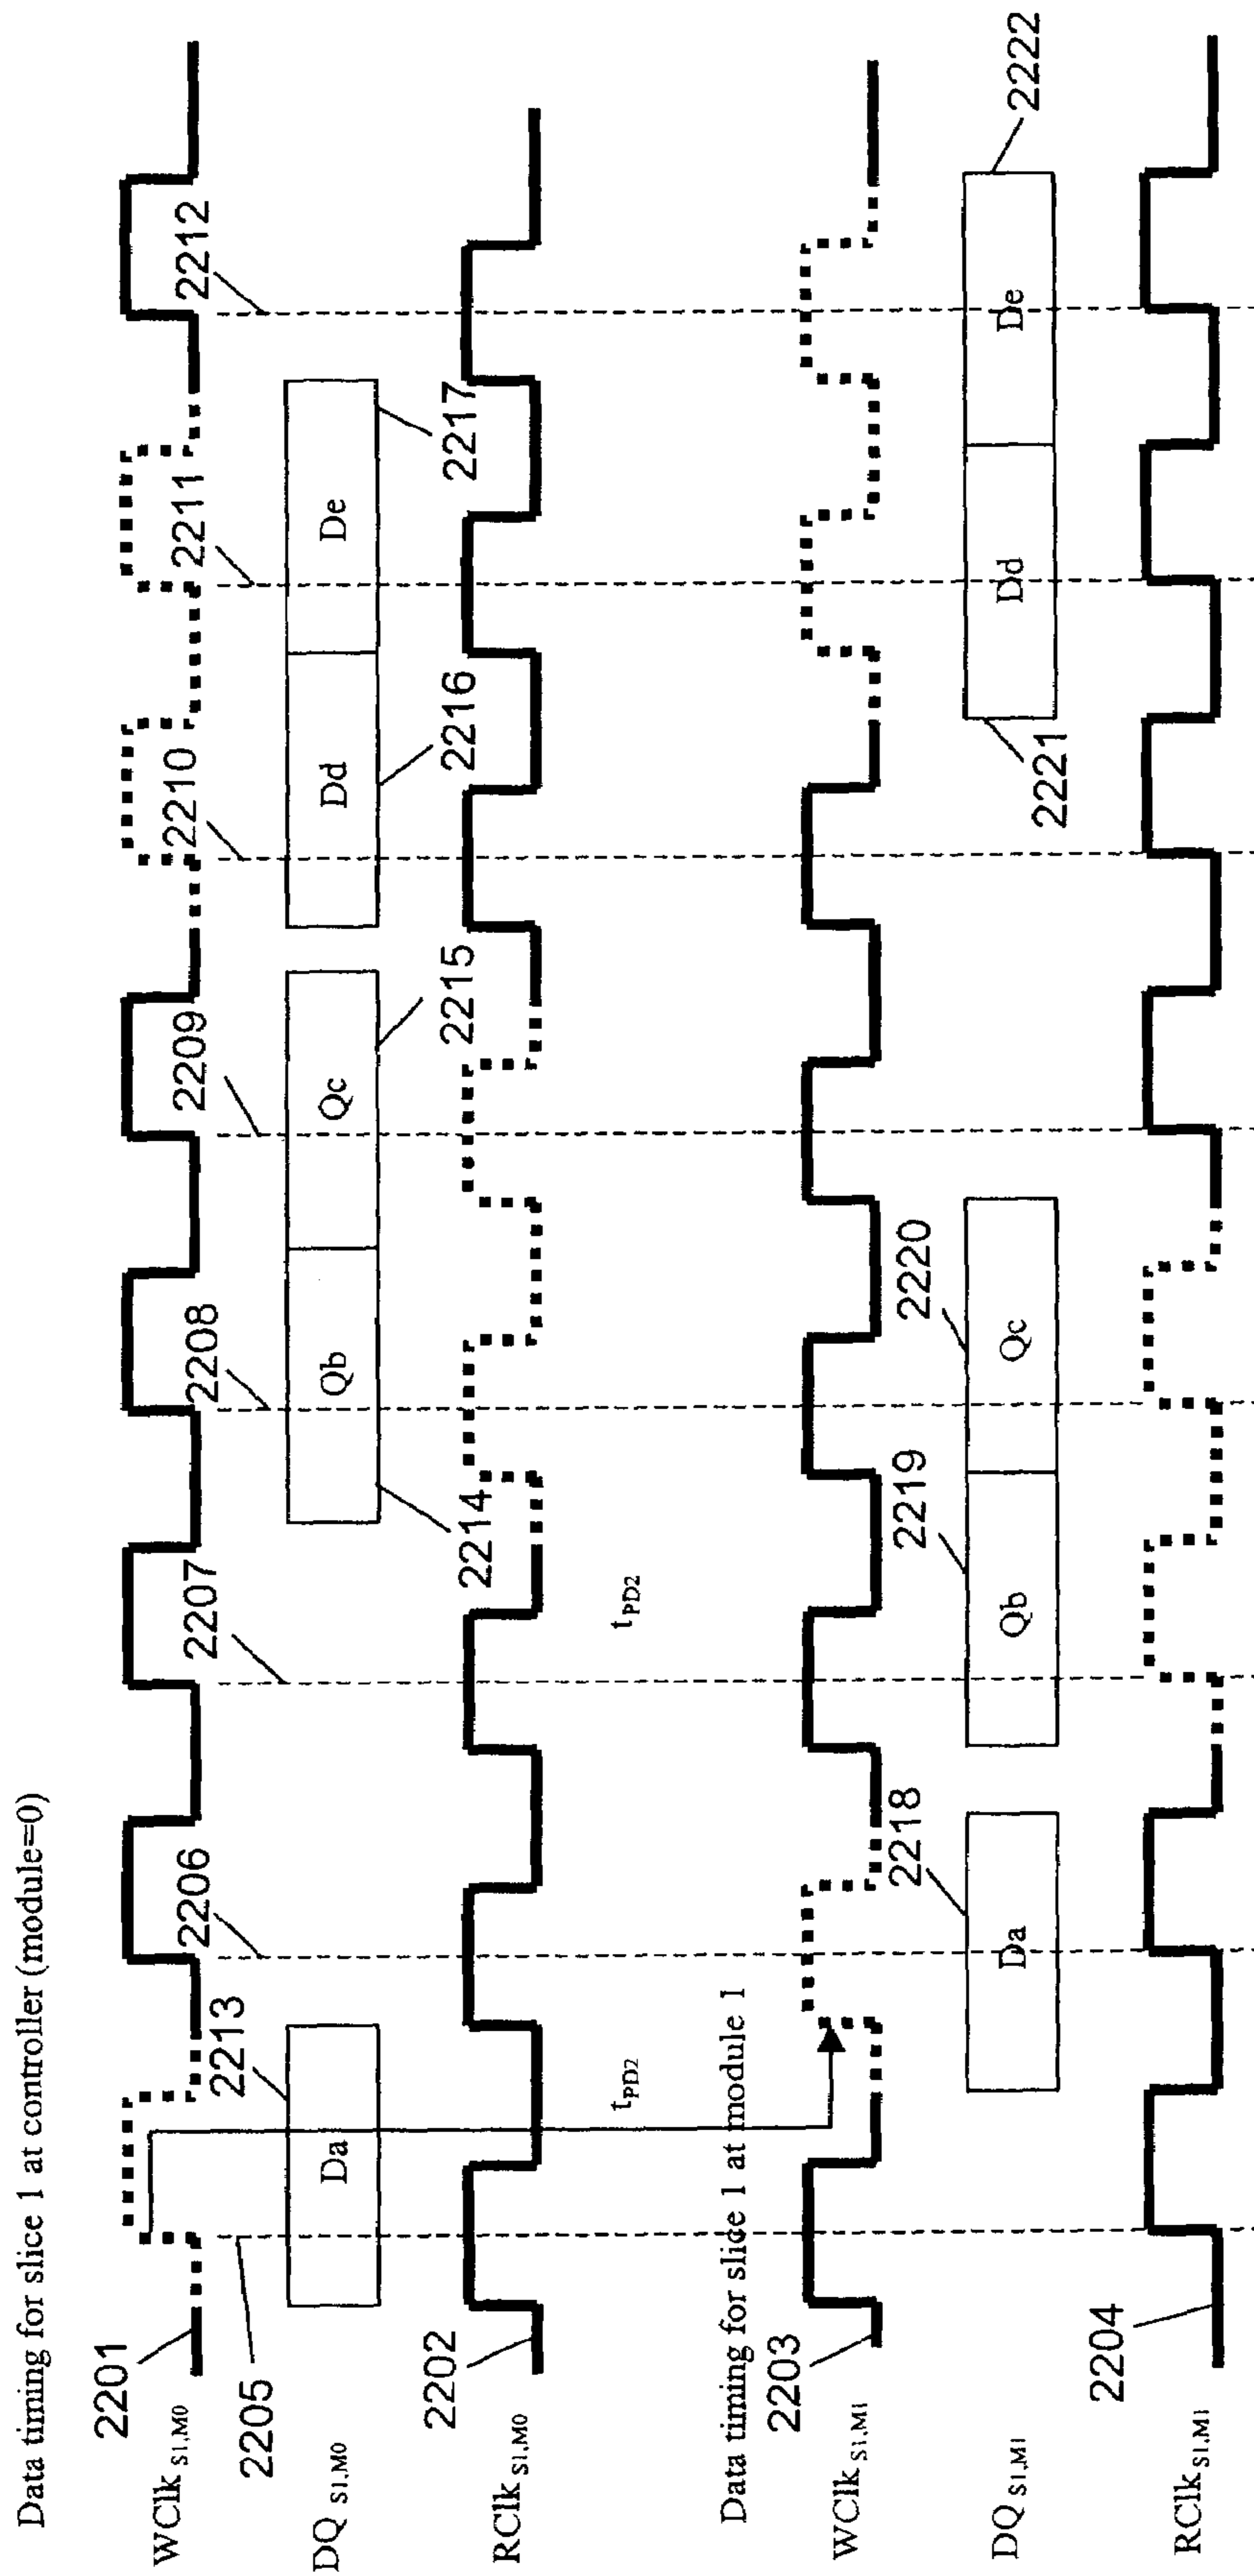 Data timing for slice 1 at controller (module=0)
WClk S1,M0
2201
2205
2206
2207
2208
2209
2210
2211
2212
DQ S1,M0
Da
2213
Qb
2214
Qc
2215
Dd
2216
De
2217
RClk S1,M0
2202
tPD2
tPD2
Data timing for slice 1 at module 1
WClk S1,M1
2203
DQ S1,M1
Da
2218
Qb
2219
Qc
2220
Dd
2221
De
2222
RClk S1,M1
2204